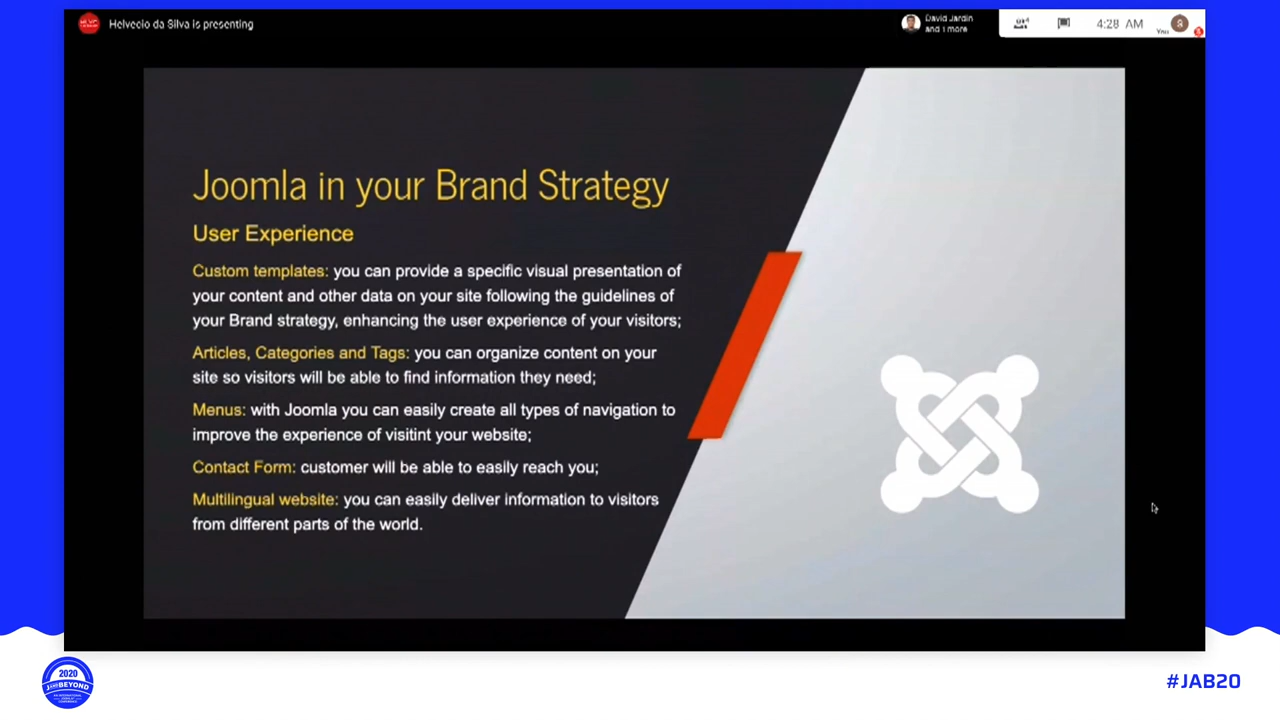 Helvecio da Silva is presenting
David Jardin
and 1 more
4:28 AM
You
S
Joomla in your Brand Strategy
User Experience
Custom templates: you can provide a specific visual presentation of
your content and other data on your site following the guidelines of
your Brand strategy, enhancing the user experience of your visitors;
Articles, Categories and Tags: you can organize content on your
site so visitors will be able to find information they need;
Menus: with Joomla you can easily create all types of navigation to
improve the experience of visitint your website;
Contact Form: customer will be able to easily reach you;
Multilingual website: you can easily deliver information to visitors
from different parts of the world.
2020
J AND BEYOND
#JAB20